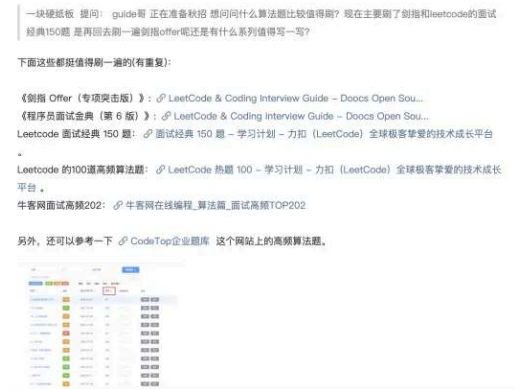 一块硬纸板 提问： guide哥 正在准备秋招 想问问什么算法题比较值得刷？现在主要刷了剑指和leetcode的面试
经典150题 是再回去刷一遍剑指offer呢还是有什么系列值得写一写？
下面这些都挺值得刷一遍的(有重复)：
《剑指 Offer（专项突击版）》: LeetCode & Coding Interview Guide - Doocs Open Sou...
《程序员面试金典（第 6 版）》: LeetCode & Coding Interview Guide - Doocs Open Sou...
Leetcode 面试经典 150 题: 面试经典 150 题 - 学习计划 - 力扣（LeetCode）全球极客挚爱的技术成长平台
。
Leetcode 的100道高频算法题: LeetCode 热题 100 - 学习计划 - 力扣（LeetCode）全球极客挚爱的技术成长
平台 。
牛客网面试高频202: 牛客网在线编程_算法篇_面试高频TOP202
另外，还可以参考一下 CodeTop企业题库 这个网站上的高频算法题。